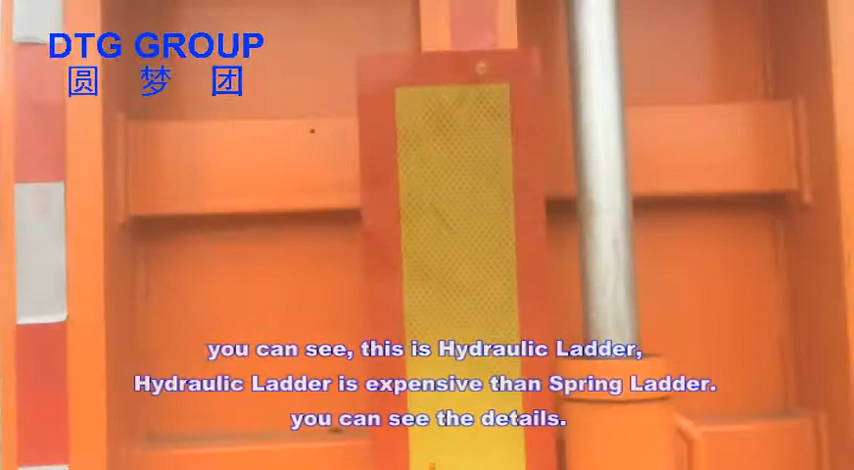 DTG GROUP
圆 梦 团
you can see, this is Hydraulic Ladder,
Hydraulic Ladder is expensive than Spring Ladder.
you can see the details.